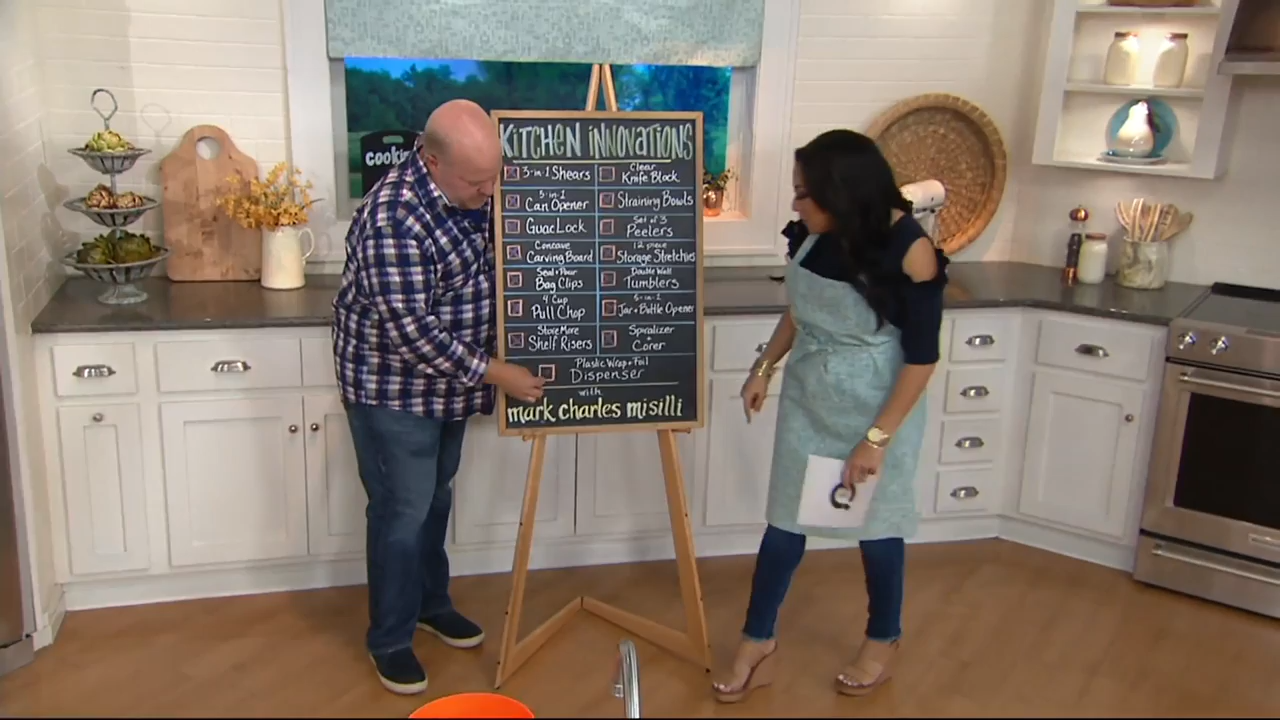 cookin
KITCHEN INNOVATIONS
3-in-1 Shears
5-in-1
Can Opener
Guac Lock
Concave
Carving Board
Seal + Pour
Bag Clips
4 Cup
Pull Chop
Store More
Shelf Risers
Clear
Knife Block
Straining Bowls
Set of 3
Peelers
12 piece
Storage Stretchies
Double Wall
Tumblers
6-in-1
Jar + Bottle Opener
Spiralizer
+
Corer
Plastic Wrap + Foil
Dispenser
with
mark charles misilli